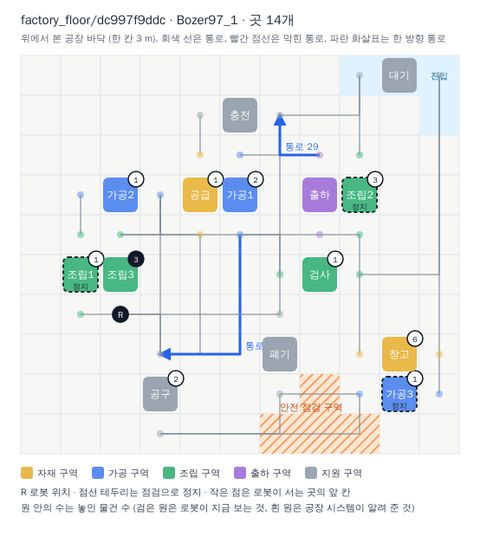 factory_floor/dc997f9ddc · Bozer97_1 · 곳 14개
위에서 본 공장 바닥 (한 칸 3 m). 회색 선은 통로, 빨간 점선은 막힌 통로, 파란 화살표는 한 방향 통로
대기
충전
통로 29
1
가공2
1
공급
2
가공1
출하
3
조립2
정지
1
조립1
정지
3
조립3
1
검사
R
통로
폐기
6
창고
2
공구
1
가공3
정지
안전 점검 구역
자재 구역
가공 구역
조립 구역
출하 구역
지원 구역
R 로봇 위치 · 점선 테두리는 점검으로 정지 · 작은 점은 로봇이 서는 곳의 앞 칸
원 안의 수는 놓인 물건 수 (검은 원은 로봇이 지금 보는 것, 흰 원은 공장 시스템이 알려 준 것)